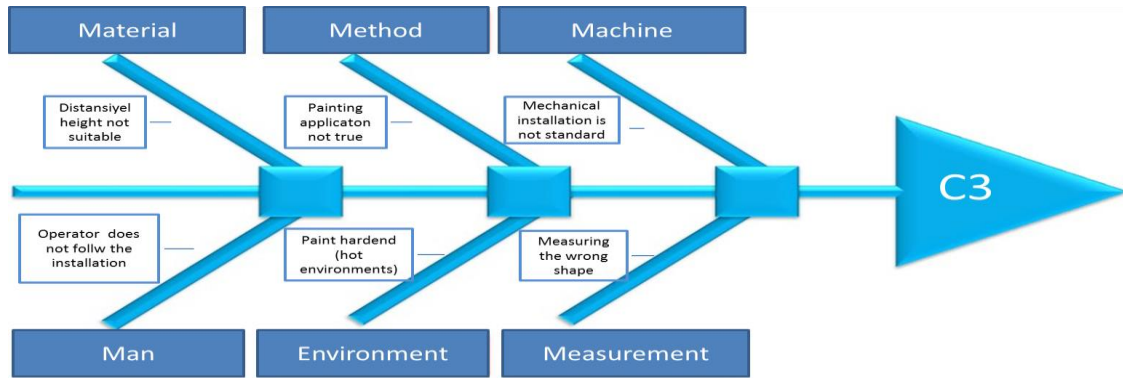 Material
Method
Machine
Distansiyel
height not
suitable
Painting
applicaton
not true
Mechanical
installation is
not standard
C3
Operator does
not follw the
installation
Paint hardend
(hot
environments)
Measuring
the wrong
shape
Man
Environment
Measurement